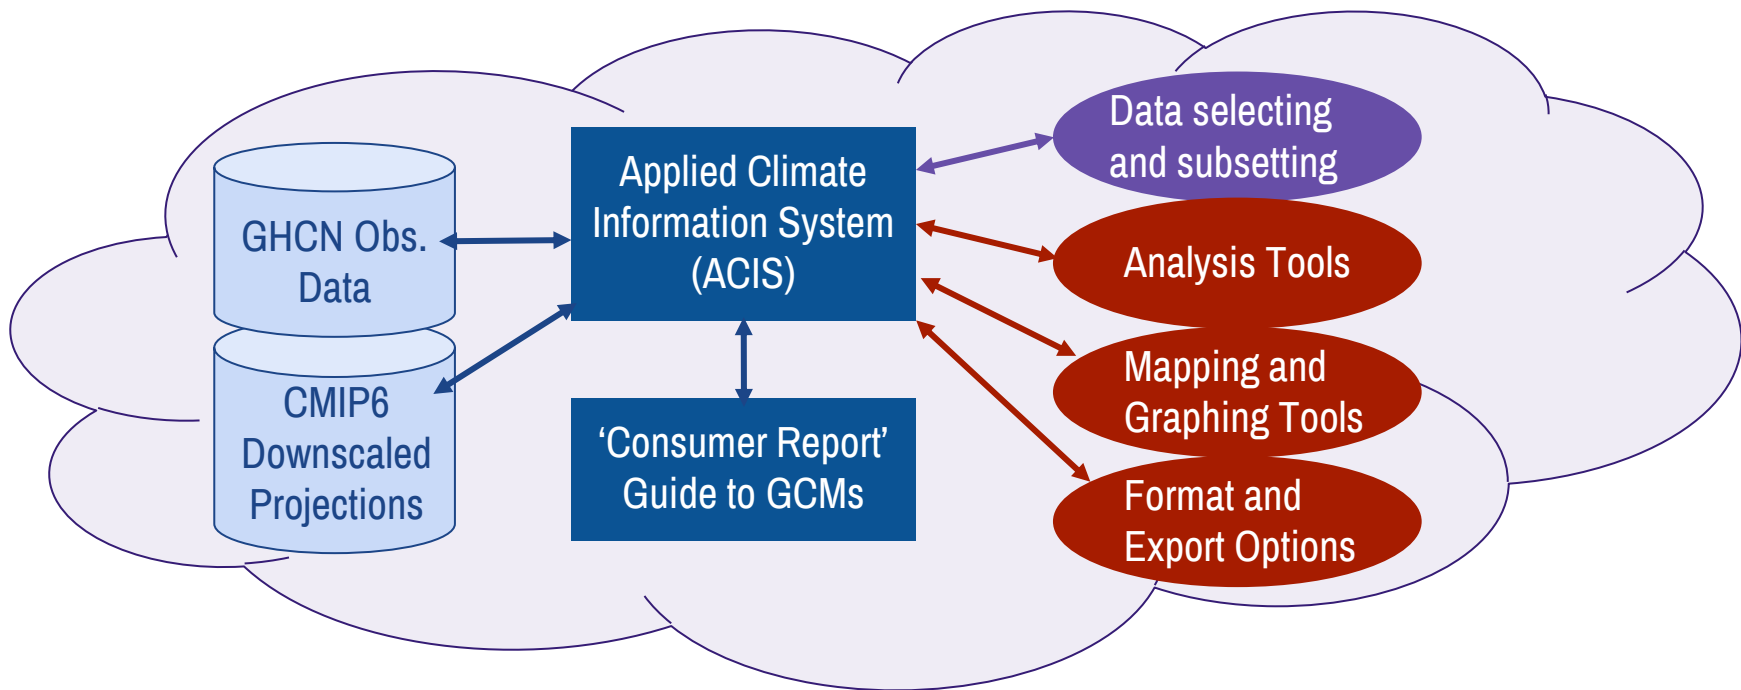 GHCN Obs.
Data
CMIP6
Downscaled
Projections
Applied Climate
Information System
(ACIS)
‘Consumer Report’
Guide to GCMs
Data selecting
and subsetting
Analysis Tools
Mapping and
Graphing Tools
Format and
Export Options